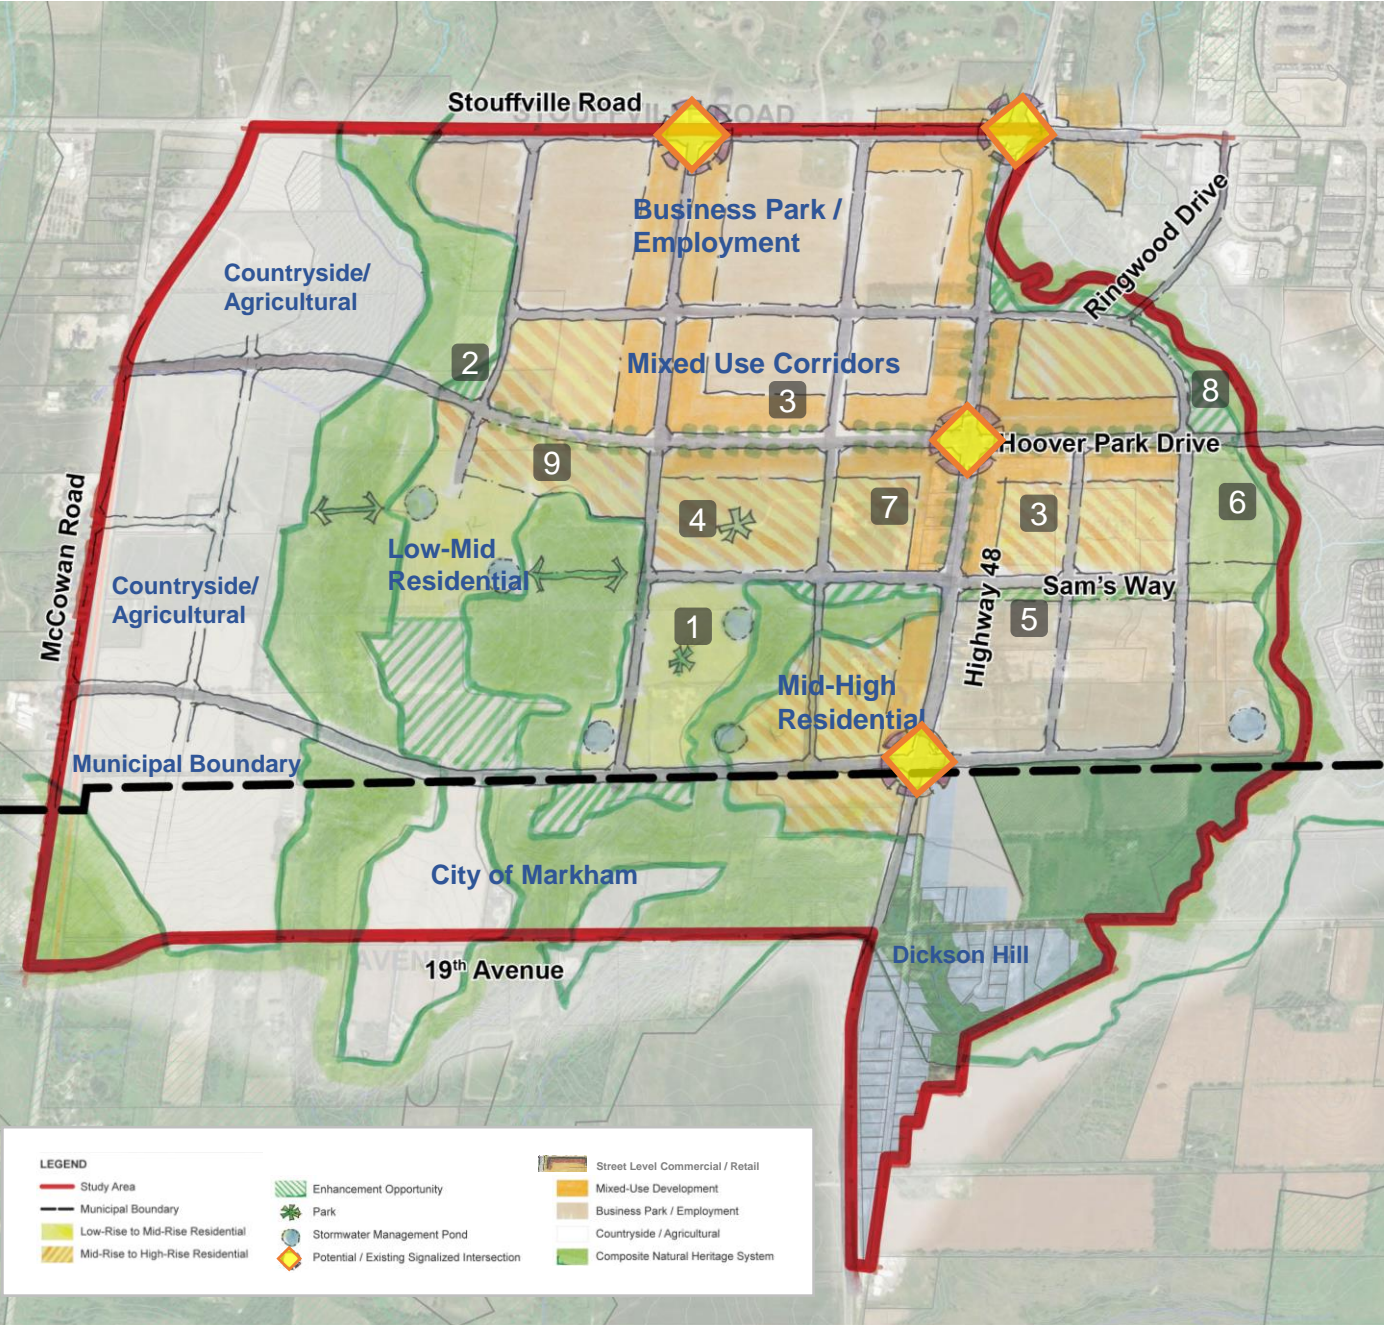 Stouffville Road
STOUFFVILLE ROAD
Business Park /
Employment
Ringwood Drive
Countryside/
Agricultural
2
Mixed Use Corridors
3
8
Hoover Park Drive
9
6
4
7
3
McCowan Road
Low-Mid
Residential
Countryside/
Agricultural
Highway 48
Sam's Way
1
5
Mid-High
Residential
Municipal Boundary
City of Markham
Dickson Hill
19th Avenue
LEGEND
Study Area
Municipal Boundary
Low-Rise to Mid-Rise Residential
Mid-Rise to High-Rise Residential
Enhancement Opportunity
Park
Stormwater Management Pond
Potential / Existing Signalized Intersection
Street Level Commercial / Retail
Mixed-Use Development
Business Park / Employment
Countryside / Agricultural
Composite Natural Heritage System